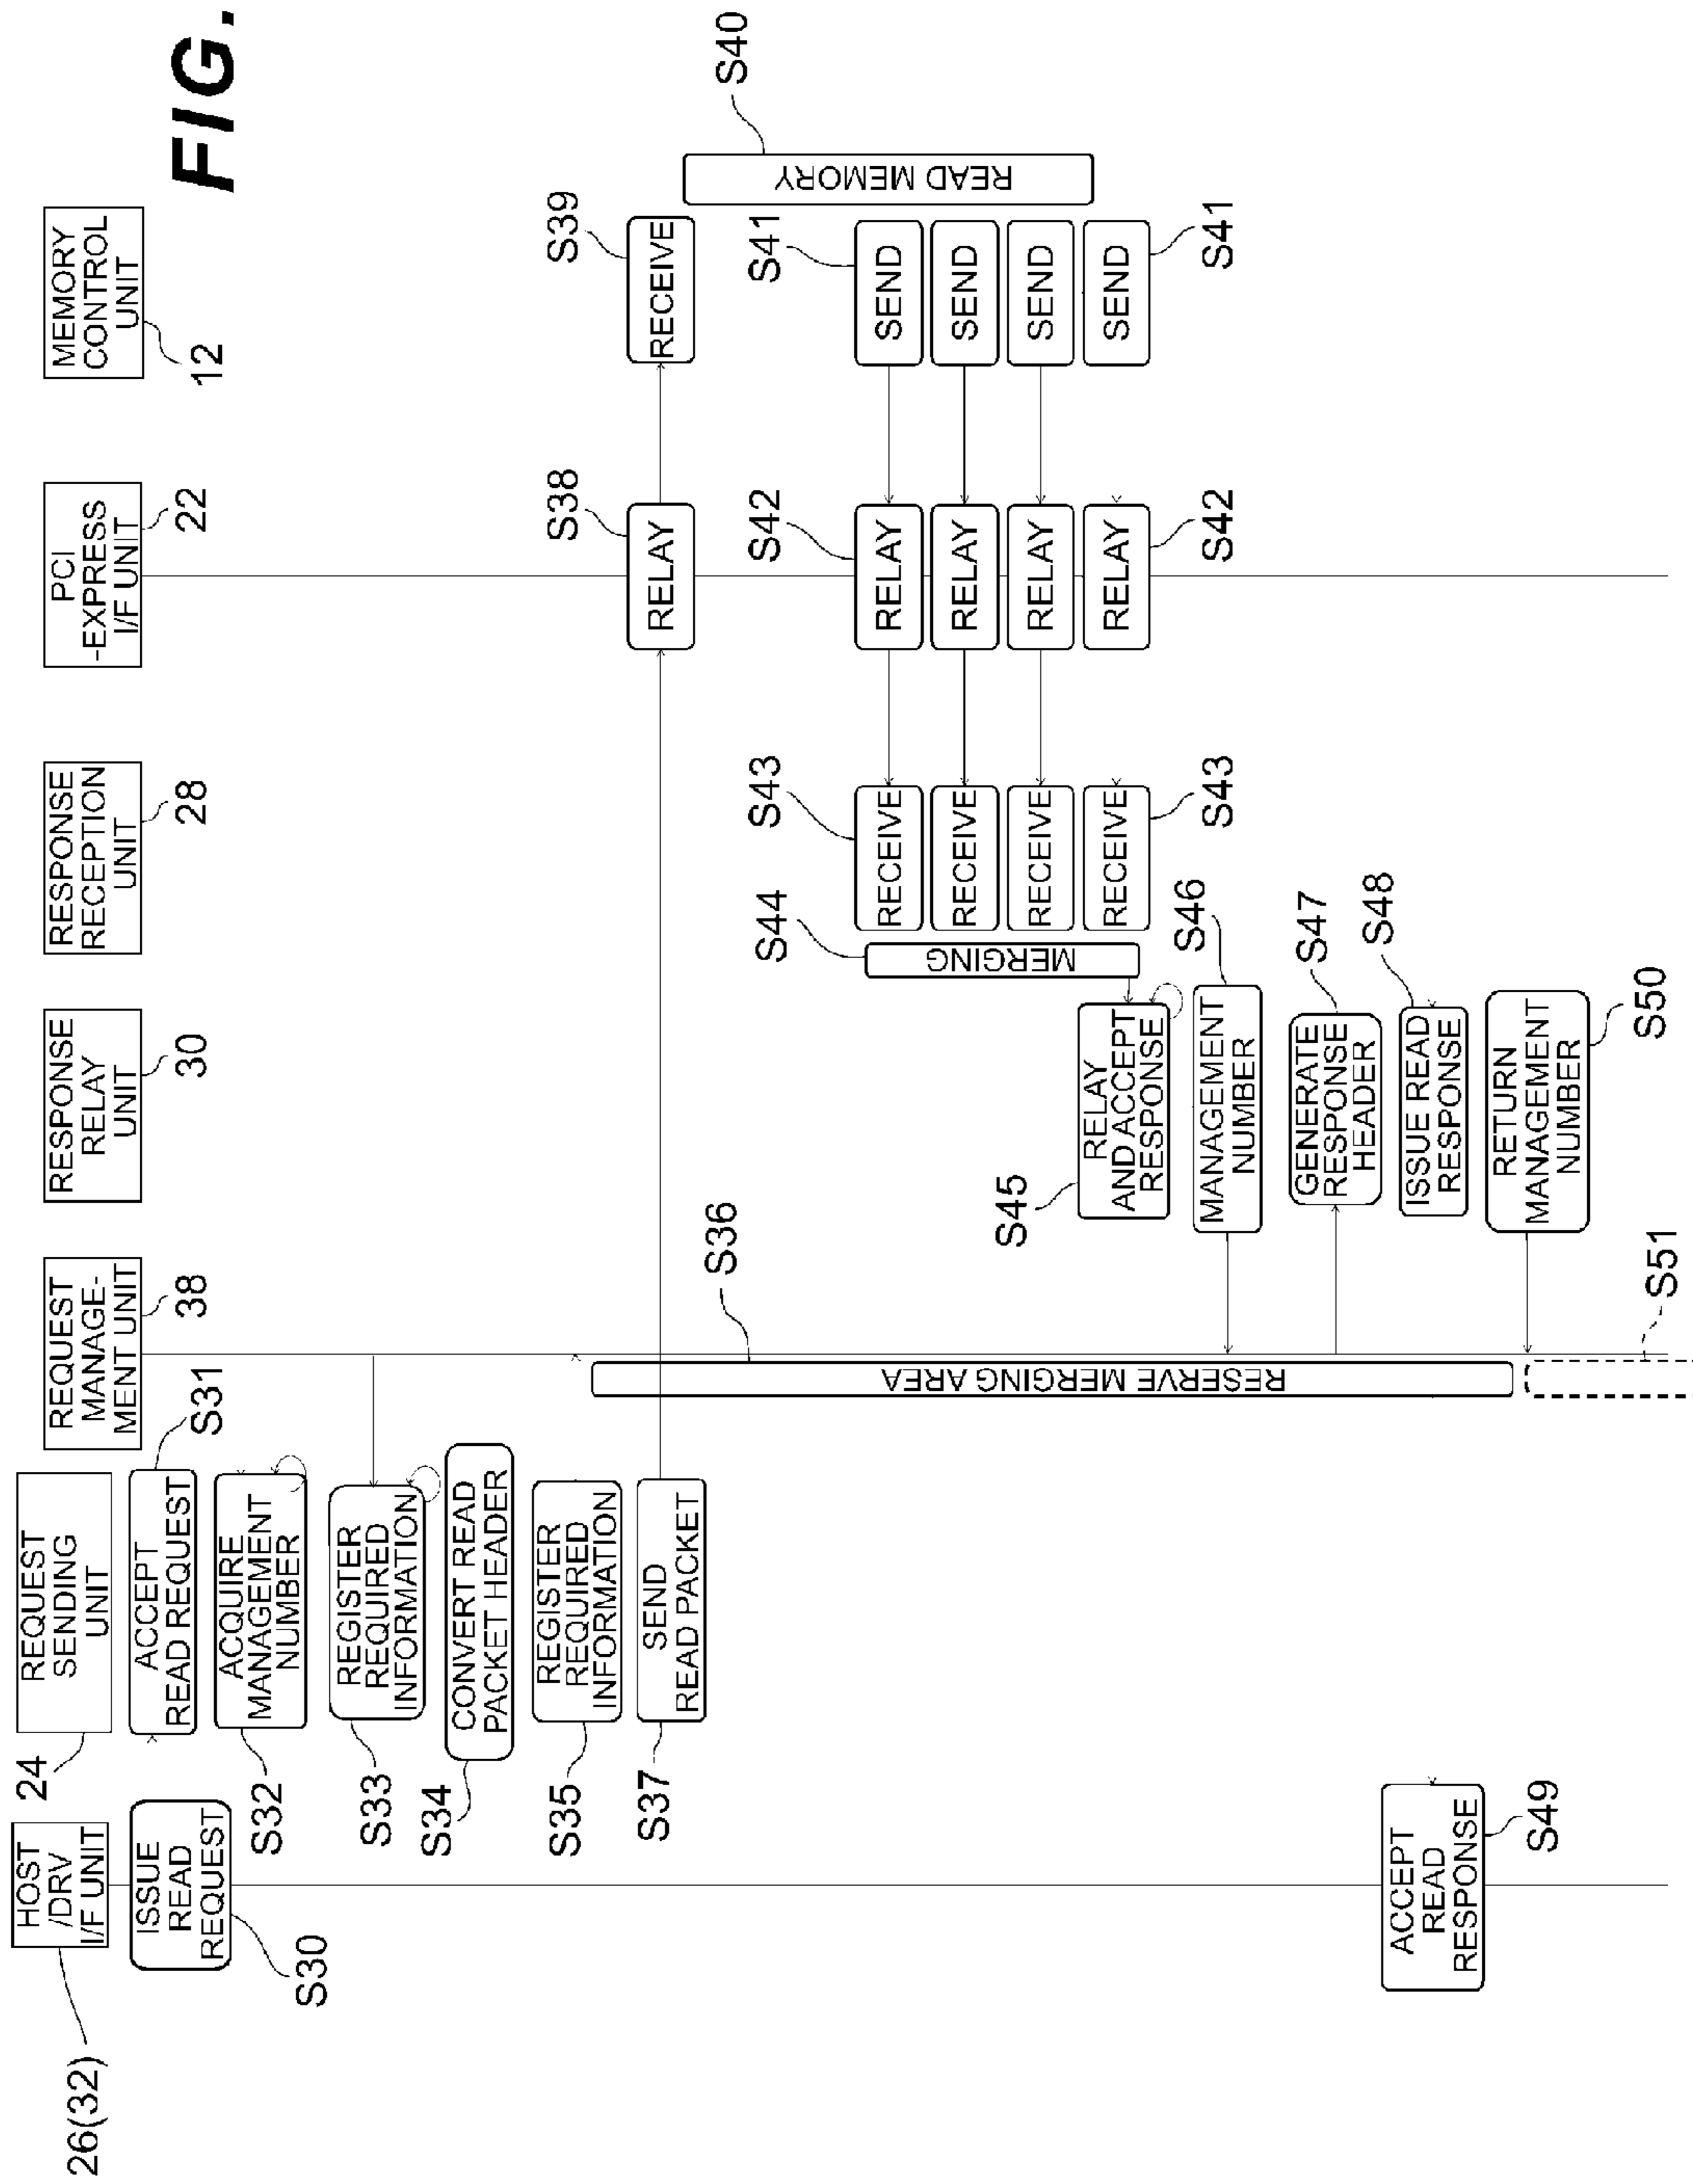 FIG.
26(32)
HOST
/DRV
I/F UNIT
24
REQUEST
SENDING
UNIT
REQUEST
MANAGE-
MENT UNIT
38
RESPONSE
RELAY
UNIT
30
RESPONSE
RECEPTION
UNIT
28
PCI
-EXPRESS
I/F UNIT
22
MEMORY
CONTROL
UNIT
12
ISSUE
READ
REQUEST
S30
ACCEPT
READ REQUEST
S31
ACQUIRE
MANAGEMENT
NUMBER
S32
REGISTER
REQUIRED
INFORMATION
S33
CONVERT READ
PACKET HEADER
S34
REGISTER
REQUIRED
INFORMATION
S35
RESERVE MERGING AREA
S36
SEND
READ PACKET
S37
RELAY
S38
RECEIVE
S39
READ MEMORY
S40
S41
SEND
SEND
SEND
SEND
S41
S42
RELAY
RELAY
RELAY
RELAY
S42
S43
RECEIVE
RECEIVE
RECEIVE
RECEIVE
S43
MERGING
S44
RELAY
AND ACCEPT
RESPONSE
S45
MANAGEMENT
NUMBER
S46
GENERATE
RESPONSE
HEADER
S47
ISSUE READ
RESPONSE
S48
ACCEPT
READ
RESPONSE
S49
RETURN
MANAGEMENT
NUMBER
S50
S51